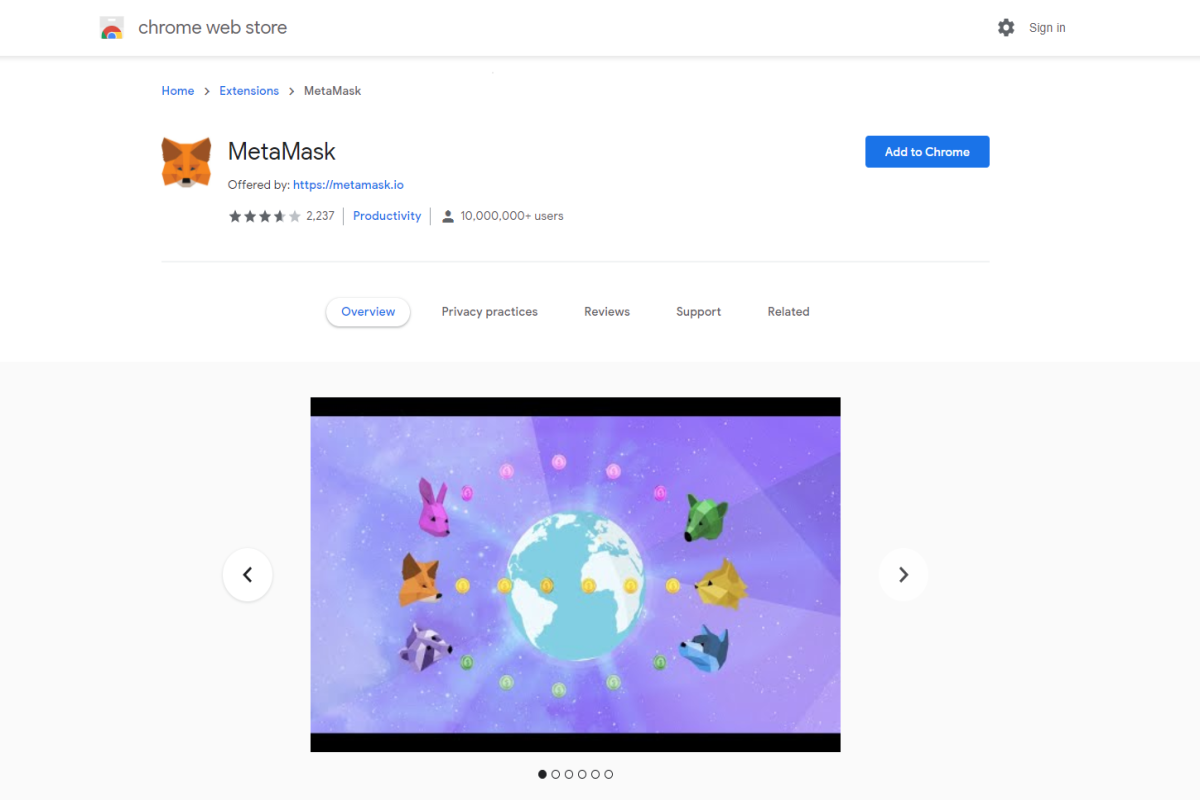 chrome web store
Sign in
Home > Extensions > MetaMask
MetaMask
Add to Chrome
Offered by: https://metamask.io
2,237 Productivity 10,000,000+ users
Overview Privacy practices Reviews Support Related